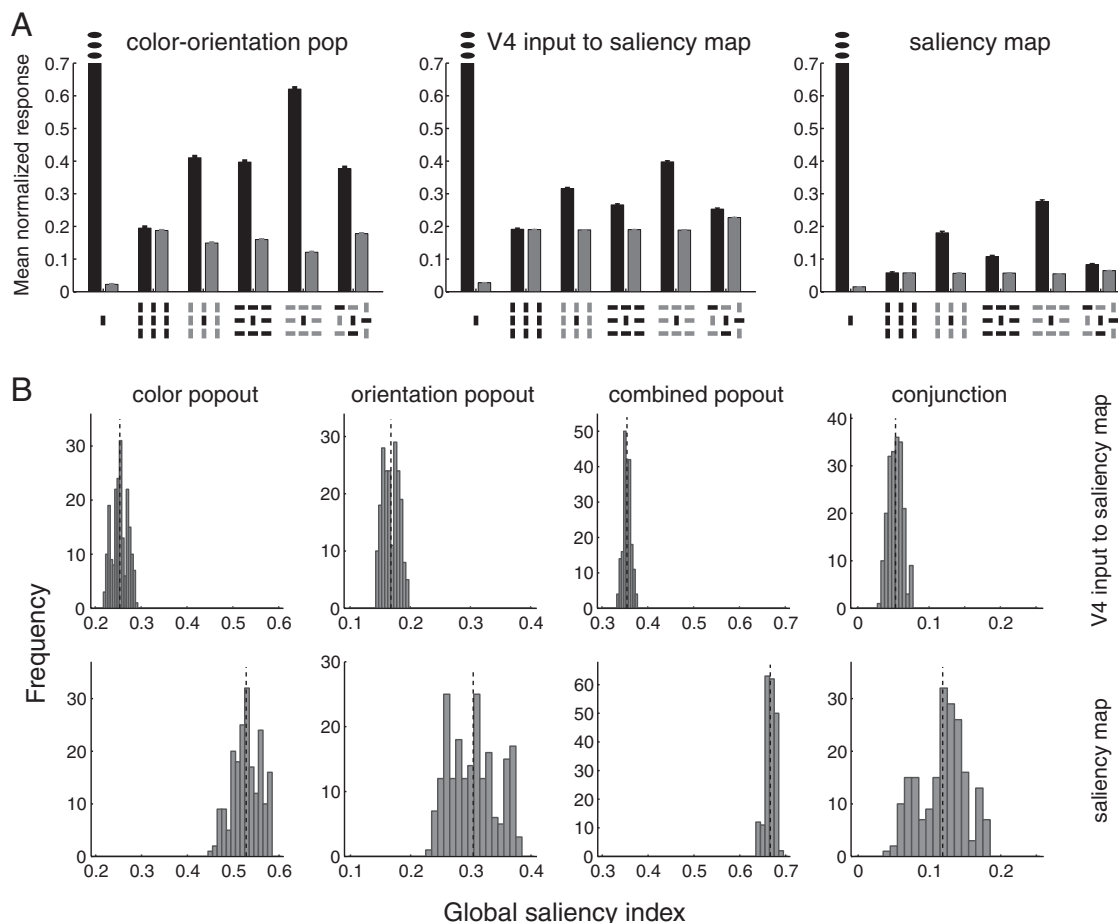 A
color-orientation pop
V4 input to saliency map
saliency map
Mean normalized response
0.7
0.6
0.5
0.4
0.3
0.2
0.1
0
0.7
0.6
0.5
0.4
0.3
0.2
0.1
0
0.7
0.6
0.5
0.4
0.3
0.2
0.1
0
B
color popout
orientation popout
combined popout
conjunction
V4 input to saliency map
30
20
10
0
0.2 0.3 0.4 0.5 0.6
30
20
10
0
0.1 0.2 0.3 0.4
50
40
30
20
10
0
0.3 0.4 0.5 0.6 0.7
40
30
20
10
0
0 0.1 0.2
Frequency
saliency map
30
20
10
0
0.2 0.3 0.4 0.5 0.6
30
20
10
0
0.1 0.2 0.3 0.4
60
50
40
30
20
10
0
0.3 0.4 0.5 0.6 0.7
30
20
10
0
0 0.1 0.2
Global saliency index